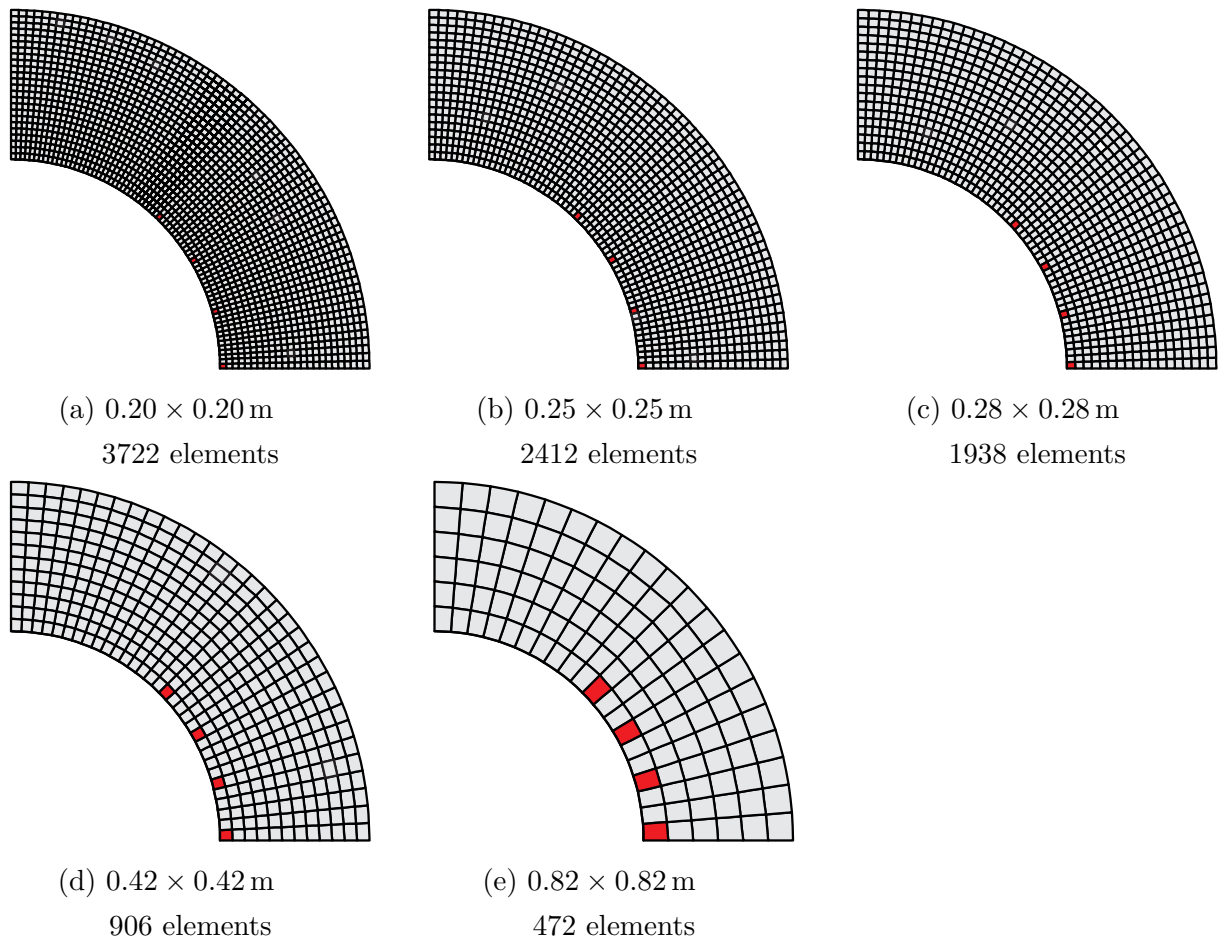 (a) 0.20 × 0.20 m
3722 elements
(b) 0.25 × 0.25 m
2412 elements
(c) 0.28 × 0.28 m
1938 elements
(d) 0.42 × 0.42 m
906 elements
(e) 0.82 × 0.82 m
472 elements